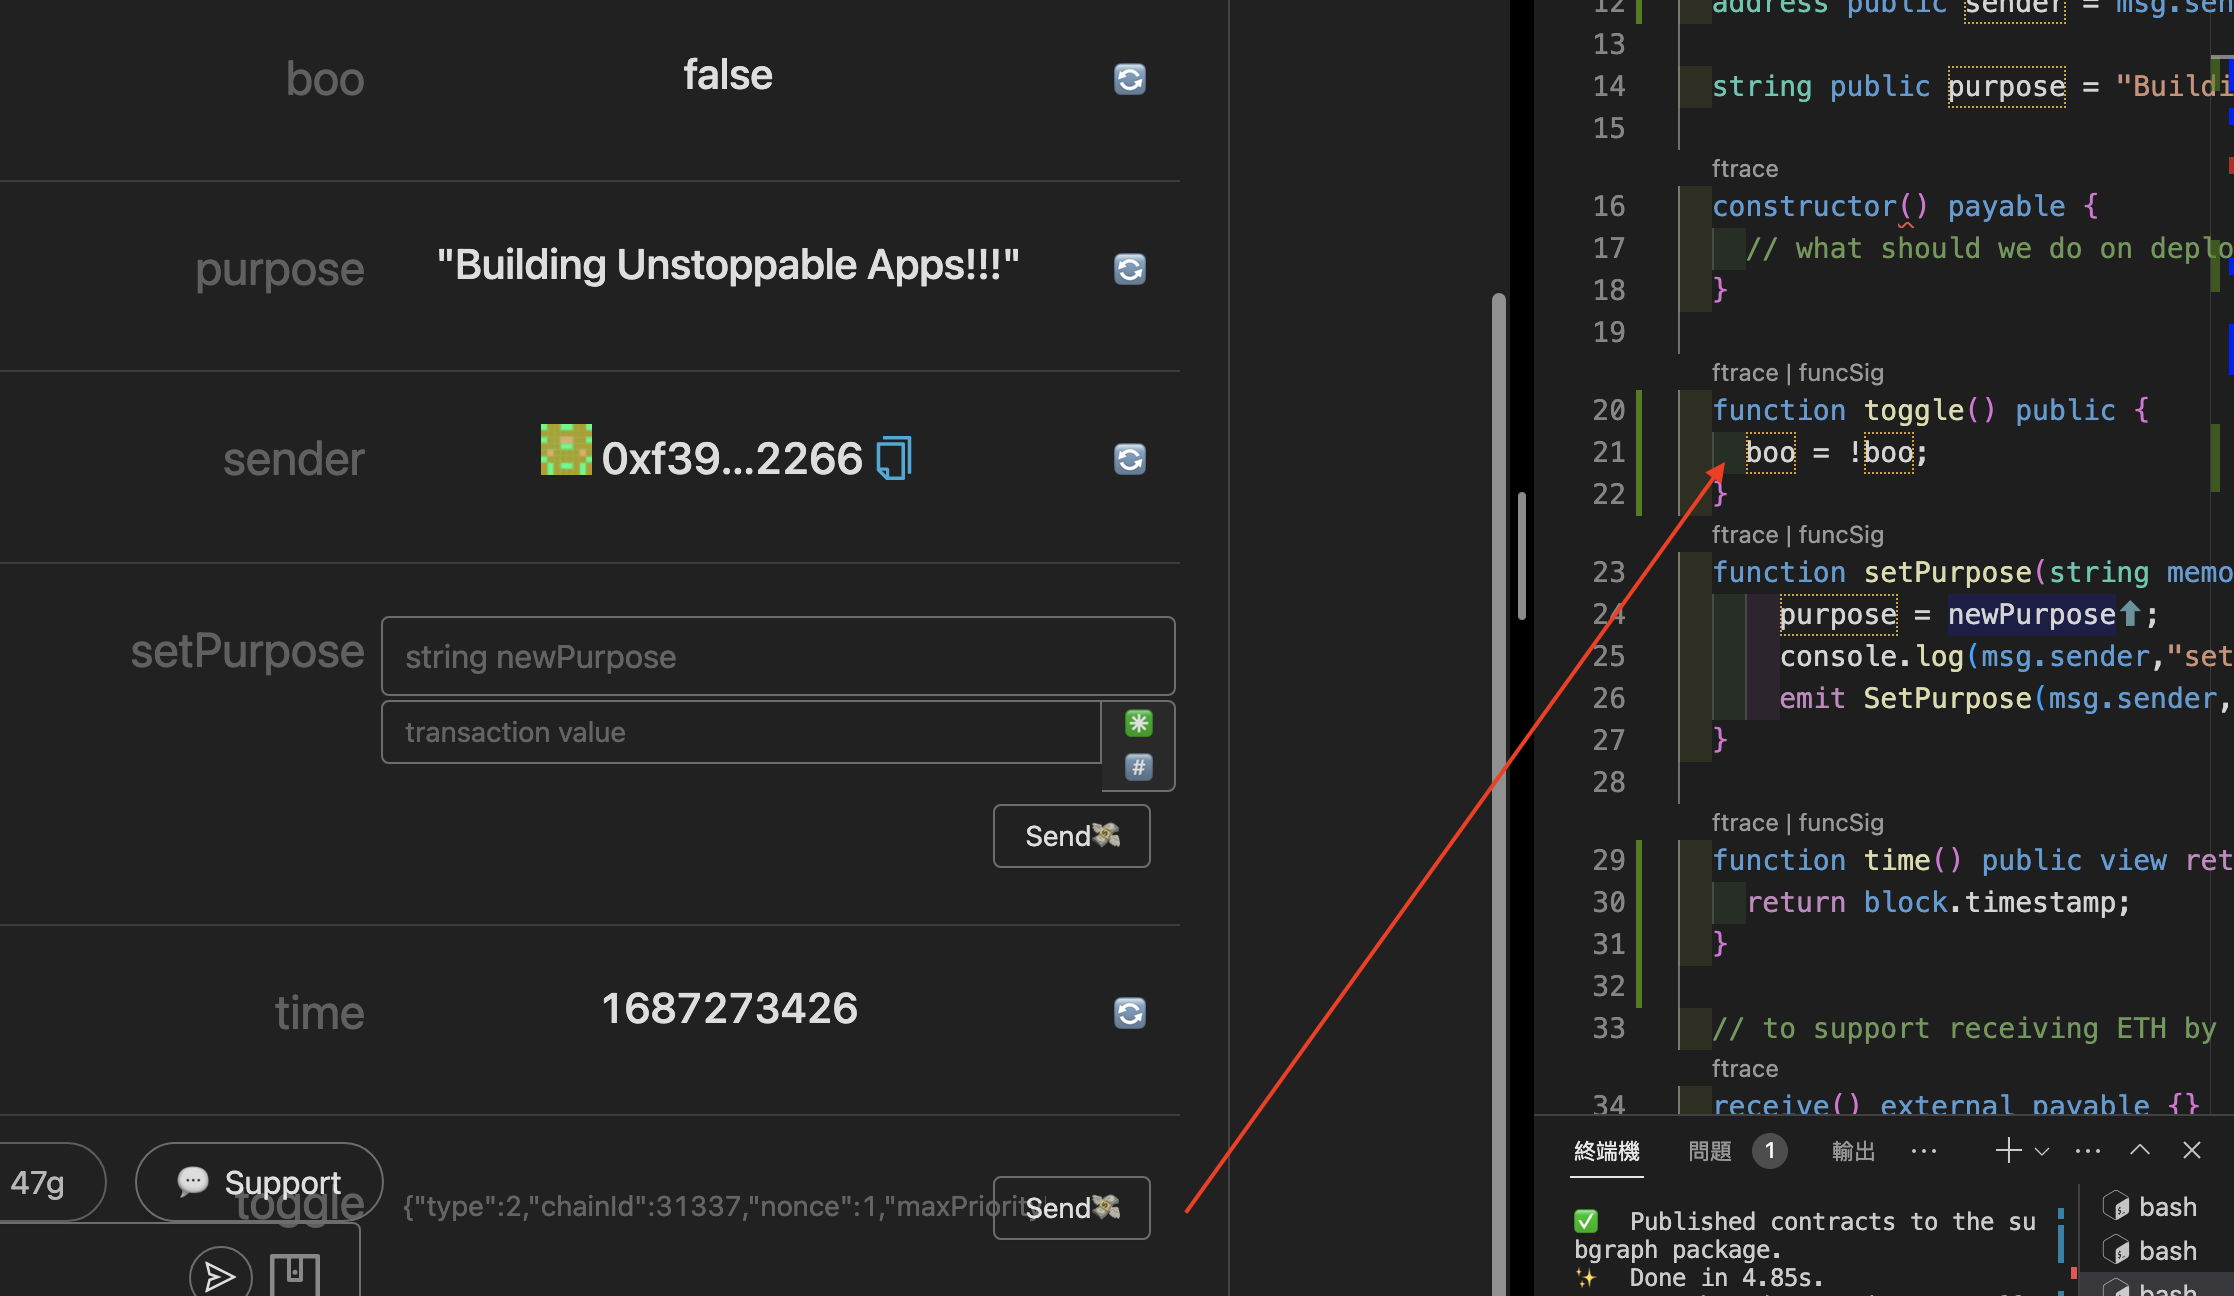 boo false
purpose "Building Unstoppable Apps!!!"
sender 0xf39...2266
setPurpose string newPurpose
transaction value
#
Send
time 1687273426
47g
Support
toggle {"type":2,"chainId":31337,"nonce":1,"maxPriority
Send
12 address public sender = msg.sen
13
14 string public purpose = "Buildi
15
ftrace
16 constructor() payable {
17 // what should we do on deplo
18 }
19
ftrace | funcSig
20 function toggle() public {
21 boo = !boo;
22 }
ftrace | funcSig
23 function setPurpose(string memo
24 purpose = newPurpose⬆;
25 console.log(msg.sender,"set
26 emit SetPurpose(msg.sender,
27 }
28
ftrace | funcSig
29 function time() public view ret
30 return block.timestamp;
31 }
32
33 // to support receiving ETH by
ftrace
34 receive() external payable {}
終端機 問題 1 輸出 ...
✅ Published contracts to the su
bgraph package.
✨ Done in 4.85s.
bash
bash
bash